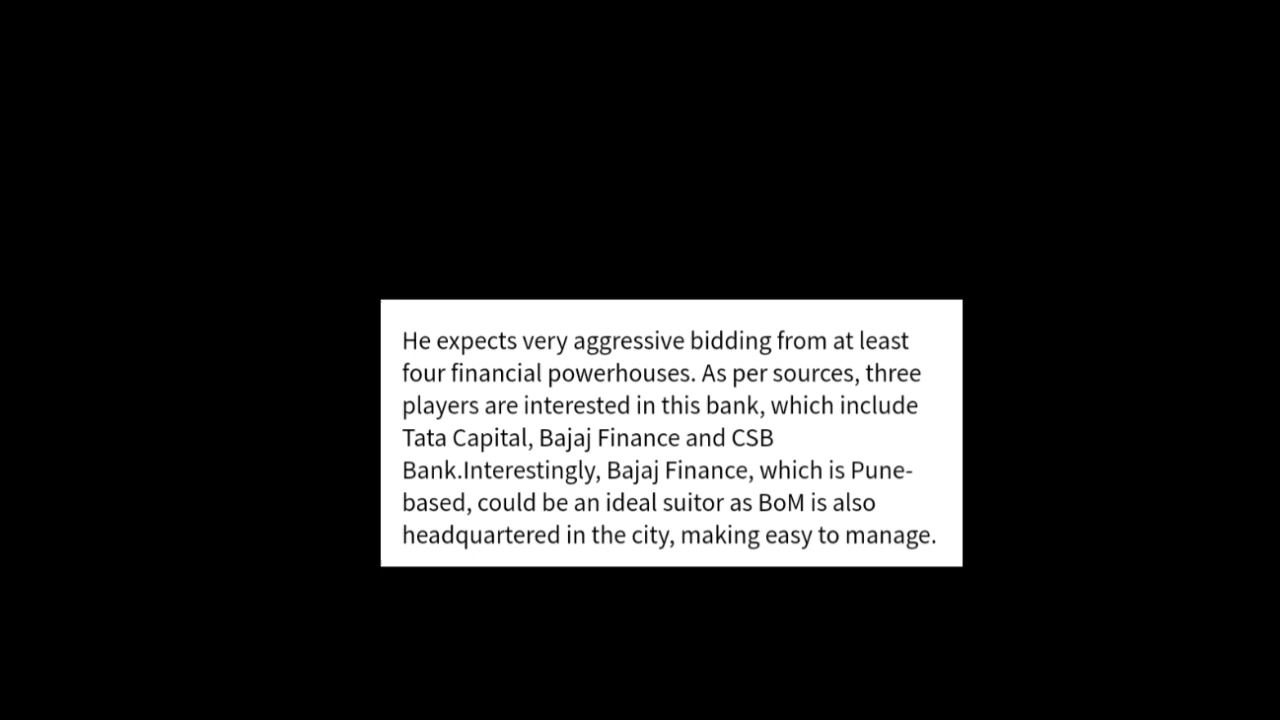 He expects very aggressive bidding from at least
four financial powerhouses. As per sources, three
players are interested in this bank, which include
Tata Capital, Bajaj Finance and CSB
Bank.Interestingly, Bajaj Finance, which is Pune-
based, could be an ideal suitor as BoM is also
headquartered in the city, making easy to manage.